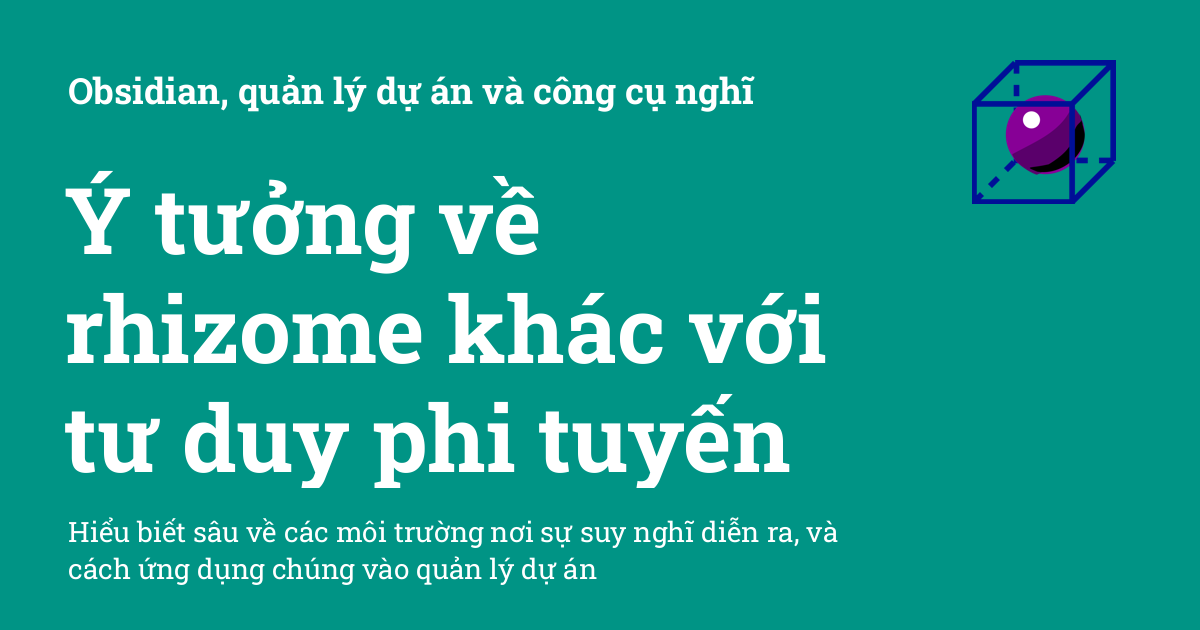 Obsidian, quản lý dự án và công cụ nghĩ
Ý tưởng về
rhizome khác với
tư duy phi tuyến
Hiểu biết sâu về các môi trường nơi sự suy nghĩ diễn ra, và
cách ứng dụng chúng vào quản lý dự án